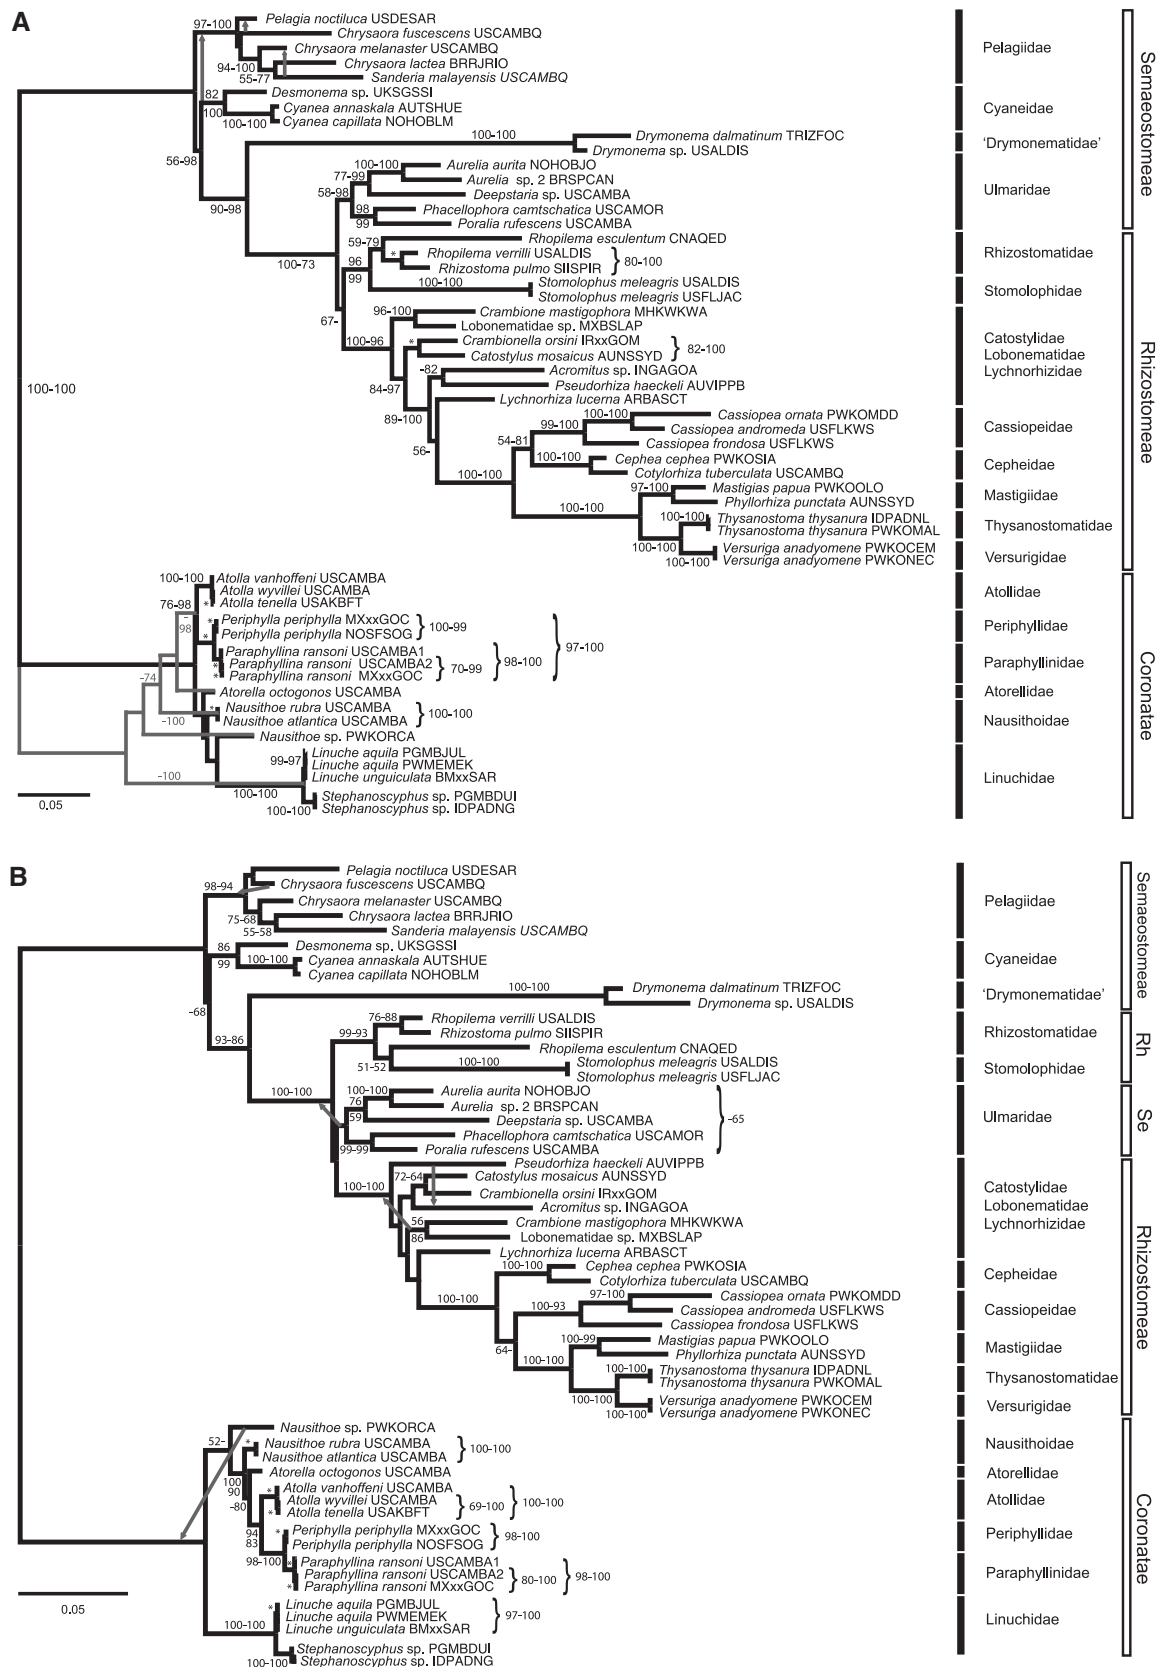 A
97-100
Pelagia noctiluca USDESAR
Chrysaora fuscescens USCAMBQ
Chrysaora melanaster USCAMBQ
94-100
Chrysaora lactea BRRJRIO
55-77
Sanderia malayensis USCAMBQ
Pelagiidae
82
Desmonema sp. UKSGSSI
100
Cyanea annaskala AUTSHUE
100-100
Cyanea capillata NOHOBLM
Cyaneidae
56-98
100-100
Drymonema dalmatinum TRIZFOC
Drymonema sp. USALDIS
'Drymonematidae'
90-98
100-100
Aurelia aurita NOHOBJO
77-99
Aurelia sp. 2 BRSPCAN
58-98
Deepstaria sp. USCAMBA
98
Phacellophora camtschatica USCAMOR
99
Poralia rufescens USCAMBA
Ulmaridae
Semaeostomeae
100-73
59-79
Rhopilema esculentum CNAQED
*
Rhopilema verrilli USALDIS
Rhizostoma pulmo SIISPIR
80-100
Rhizostomatidae
96
99
100-100
Stomolophus meleagris USALDIS
Stomolophus meleagris USFLJAC
Stomolophidae
67-
96-100
Crambione mastigophora MHKWKWA
Lobonematidae sp. MXBSLAP
100-96
*
Crambionella orsini IRxxGOM
Catostylus mosaicus AUNSSYD
82-100
84-97
-82
Acromitus sp. INGAGOA
Pseudorhiza haeckeli AUVIPPB
89-100
Lychnorhiza lucerna ARBASCT
Catostylidae
Lobonematidae
Lychnorhizidae
56-
100-100
54-81
99-100
100-100
Cassiopea ornata PWKOMDD
Cassiopea andromeda USFLKWS
Cassiopea frondosa USFLKWS
Cassiopeidae
100-100
Cephea cephea PWKOSIA
Cotylorhiza tuberculata USCAMBQ
Cepheidae
100-100
97-100
Mastigias papua PWKOOLO
Phyllorhiza punctata AUNSSYD
Mastigiidae
100-100
Thysanostoma thysanura IDPADNL
Thysanostoma thysanura PWKOMAL
Thysanostomatidae
100-100
100-100
Versuriga anadyomene PWKOCEM
Versuriga anadyomene PWKONEC
Versurigidae
Rhizostomeae
100-100
100-100
Atolla vanhoffeni USCAMBA
Atolla wyvillei USCAMBA
*
Atolla tenella USAKBFT
Atollidae
76-98
-
98
*
Periphylla periphylla MXxxGOC
*
Periphylla periphylla NOSFSOG
100-99
Periphyllidae
Paraphyllina ransoni USCAMBA1
*
Paraphyllina ransoni USCAMBA2
*
Paraphyllina ransoni MXxxGOC
70-99
98-100
97-100
Paraphyllinidae
-74
Atorella octogonos USCAMBA
Atorellidae
*
Nausithoe rubra USCAMBA
-100
Nausithoe atlantica USCAMBA
100-100
Nausithoe sp. PWKORCA
Nausithoidae
99-97
Linuche aquila PGMBJUL
Linuche aquila PWMEMEK
Linuche unguiculata BMxxSAR
-100
100-100
Stephanoscyphus sp. PGMBDUI
100-100
Stephanoscyphus sp. IDPADNG
Linuchidae
Coronatae
0.05
B
98-94
Pelagia noctiluca USDESAR
Chrysaora fuscescens USCAMBQ
Chrysaora melanaster USCAMBQ
75-68
Chrysaora lactea BRRJRIO
55-58
Sanderia malayensis USCAMBQ
Pelagiidae
86
Desmonema sp. UKSGSSI
99
100-100
Cyanea annaskala AUTSHUE
Cyanea capillata NOHOBLM
Cyaneidae
-68
100-100
Drymonema dalmatinum TRIZFOC
Drymonema sp. USALDIS
'Drymonematidae'
Semaeostomeae
93-86
99-93
76-88
Rhopilema verrilli USALDIS
Rhizostoma pulmo SIISPIR
Rhopilema esculentum CNAQED
Rhizostomatidae
51-52
100-100
Stomolophus meleagris USALDIS
Stomolophus meleagris USFLJAC
Stomolophidae
Rh
100-100
100-100
Aurelia aurita NOHOBJO
76
Aurelia sp. 2 BRSPCAN
59
Deepstaria sp. USCAMBA
Phacellophora camtschatica USCAMOR
99-99
Poralia rufescens USCAMBA
-65
Ulmaridae
Se
100-100
Pseudorhiza haeckeli AUVIPPB
72-64
Catostylus mosaicus AUNSSYD
Crambionella orsini IRxxGOM
Acromitus sp. INGAGOA
56
Crambione mastigophora MHKWKWA
86
Lobonematidae sp. MXBSLAP
Lychnorhiza lucerna ARBASCT
Catostylidae
Lobonematidae
Lychnorhizidae
100-100
100-100
Cephea cephea PWKOSIA
Cotylorhiza tuberculata USCAMBQ
Cepheidae
100-93
97-100
Cassiopea ornata PWKOMDD
Cassiopea andromeda USFLKWS
Cassiopea frondosa USFLKWS
Cassiopeidae
64-
100-100
100-99
Mastigias papua PWKOOLO
Phyllorhiza punctata AUNSSYD
Mastigiidae
100-100
Thysanostoma thysanura IDPADNL
Thysanostoma thysanura PWKOMAL
Thysanostomatidae
100-100
100-100
Versuriga anadyomene PWKOCEM
Versuriga anadyomene PWKONEC
Versurigidae
Rhizostomeae
52-
Nausithoe sp. PWKORCA
*
Nausithoe rubra USCAMBA
Nausithoe atlantica USCAMBA
100-100
Nausithoidae
100
90
Atorella octogonos USCAMBA
Atorellidae
-80
*
Atolla vanhoffeni USCAMBA
Atolla wyvillei USCAMBA
*
Atolla tenella USAKBFT
69-100
100-100
Atollidae
94
83
*
Periphylla periphylla MXxxGOC
Periphylla periphylla NOSFSOG
98-100
Periphyllidae
98-100
*
Paraphyllina ransoni USCAMBA1
Paraphyllina ransoni USCAMBA2
*
Paraphyllina ransoni MXxxGOC
80-100
98-100
Paraphyllinidae
*
Linuche aquila PGMBJUL
Linuche aquila PWMEMEK
Linuche unguiculata BMxxSAR
97-100
100-100
Stephanoscyphus sp. PGMBDUI
100-100
Stephanoscyphus sp. IDPADNG
Linuchidae
Coronatae
0.05